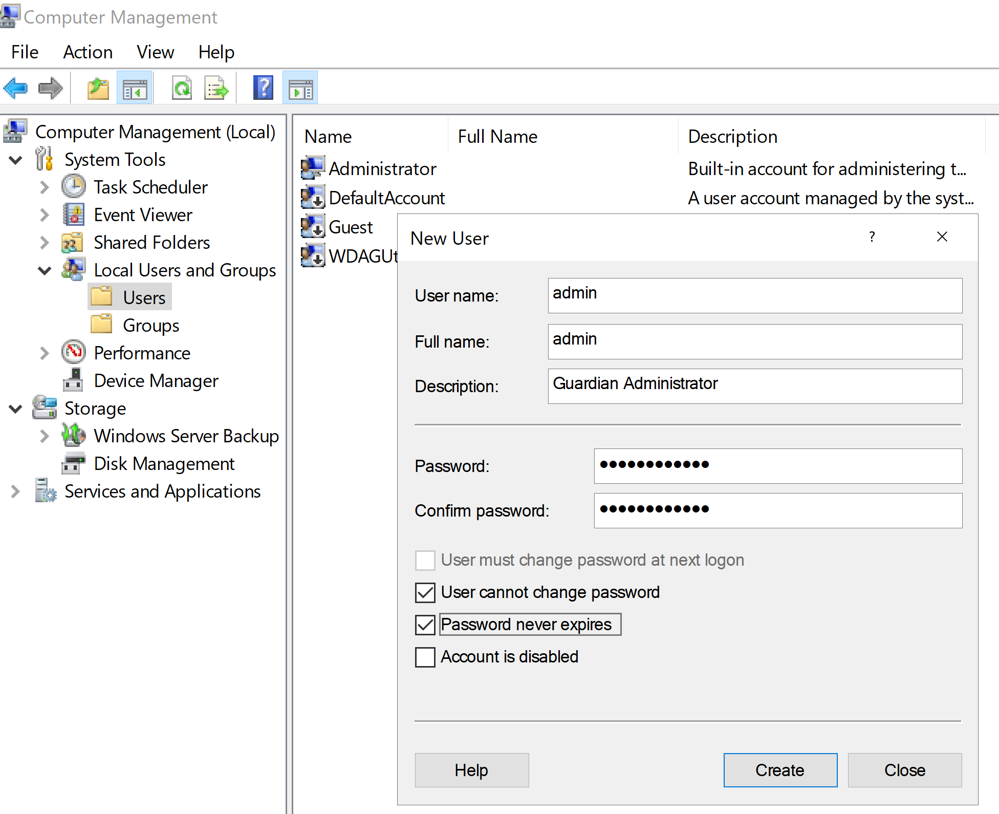 Computer Management
File Action View Help
Computer Management (Local)
System Tools
Task Scheduler
Event Viewer
Shared Folders
Local Users and Groups
Users
Groups
Performance
Device Manager
Storage
Windows Server Backup
Disk Management
Services and Applications
Name Full Name Description
Administrator Built-in account for administering t...
DefaultAccount A user account managed by the syst...
Guest
WDAGUt
New User
?
User name: admin
Full name: admin
Description: Guardian Administrator
Password: ●●●●●●●●●●●●
Confirm password: ●●●●●●●●●●●●
User must change password at next logon
User cannot change password
Password never expires
Account is disabled
Help Create Close